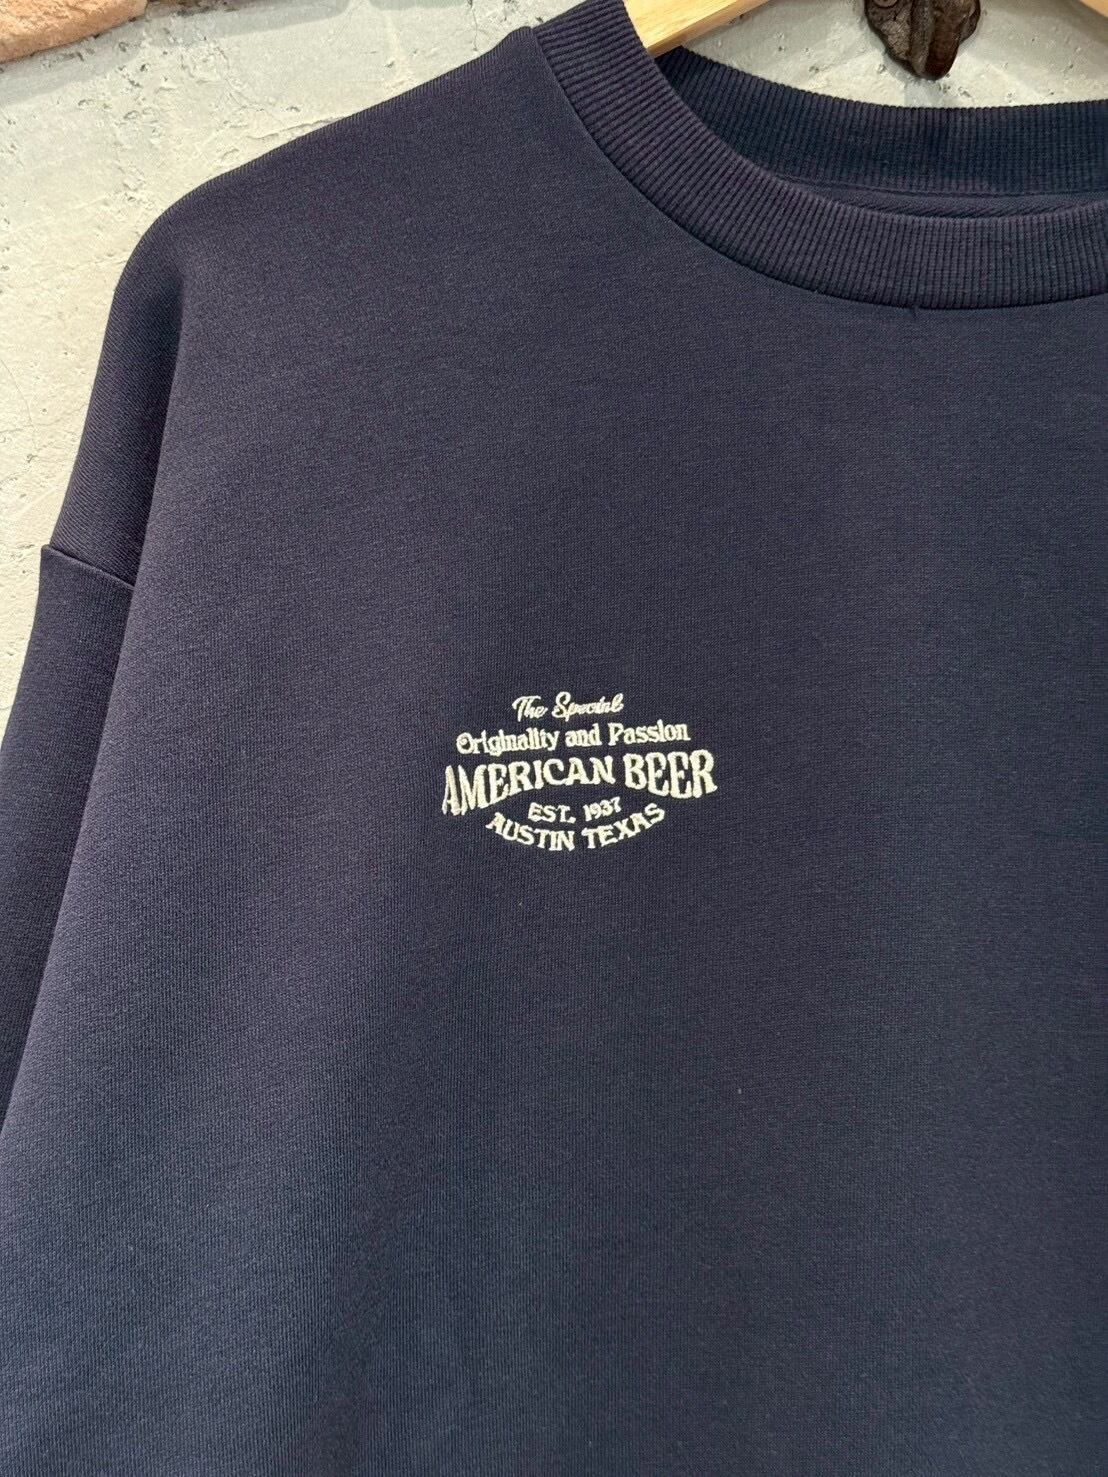 The Special
Originality and Passion
AMERICAN BEER
EST. 1937
AUSTIN TEXAS